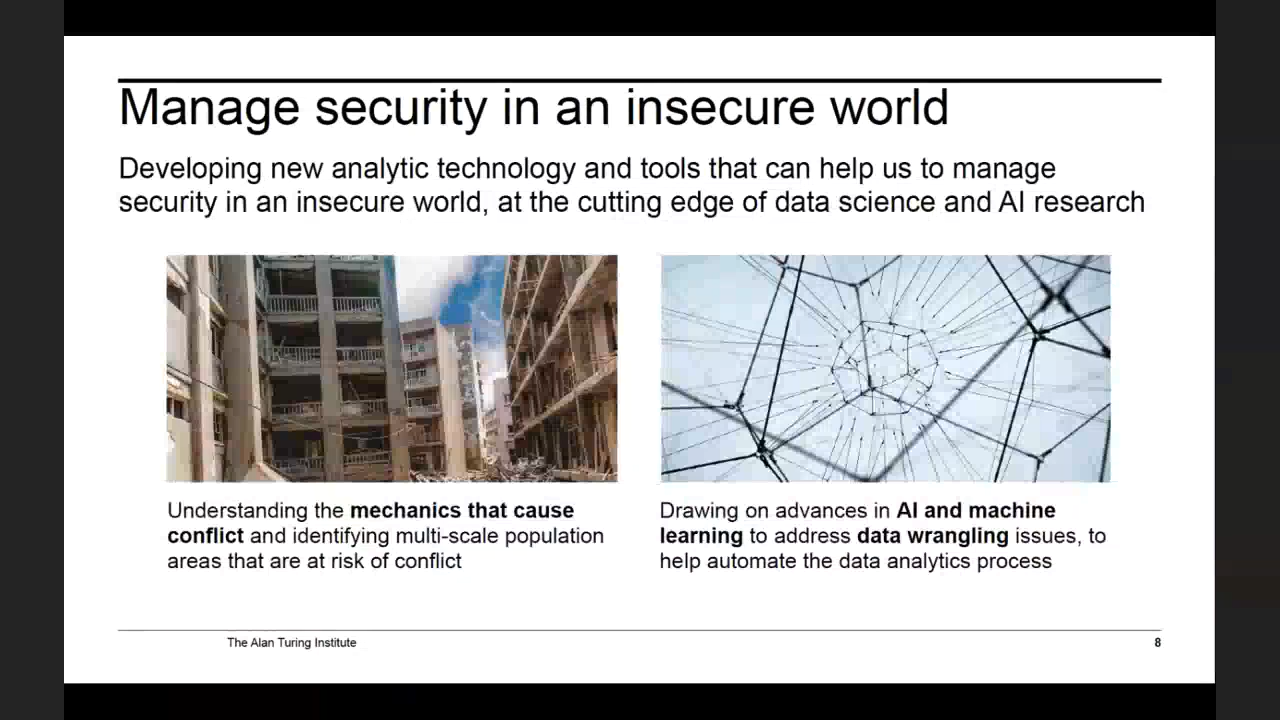 Manage security in an insecure world
Developing new analytic technology and tools that can help us to manage
security in an insecure world, at the cutting edge of data science and AI research
Understanding the mechanics that cause
conflict and identifying multi-scale population
areas that are at risk of conflict
Drawing on advances in AI and machine
learning to address data wrangling issues, to
help automate the data analytics process
The Alan Turing Institute
8